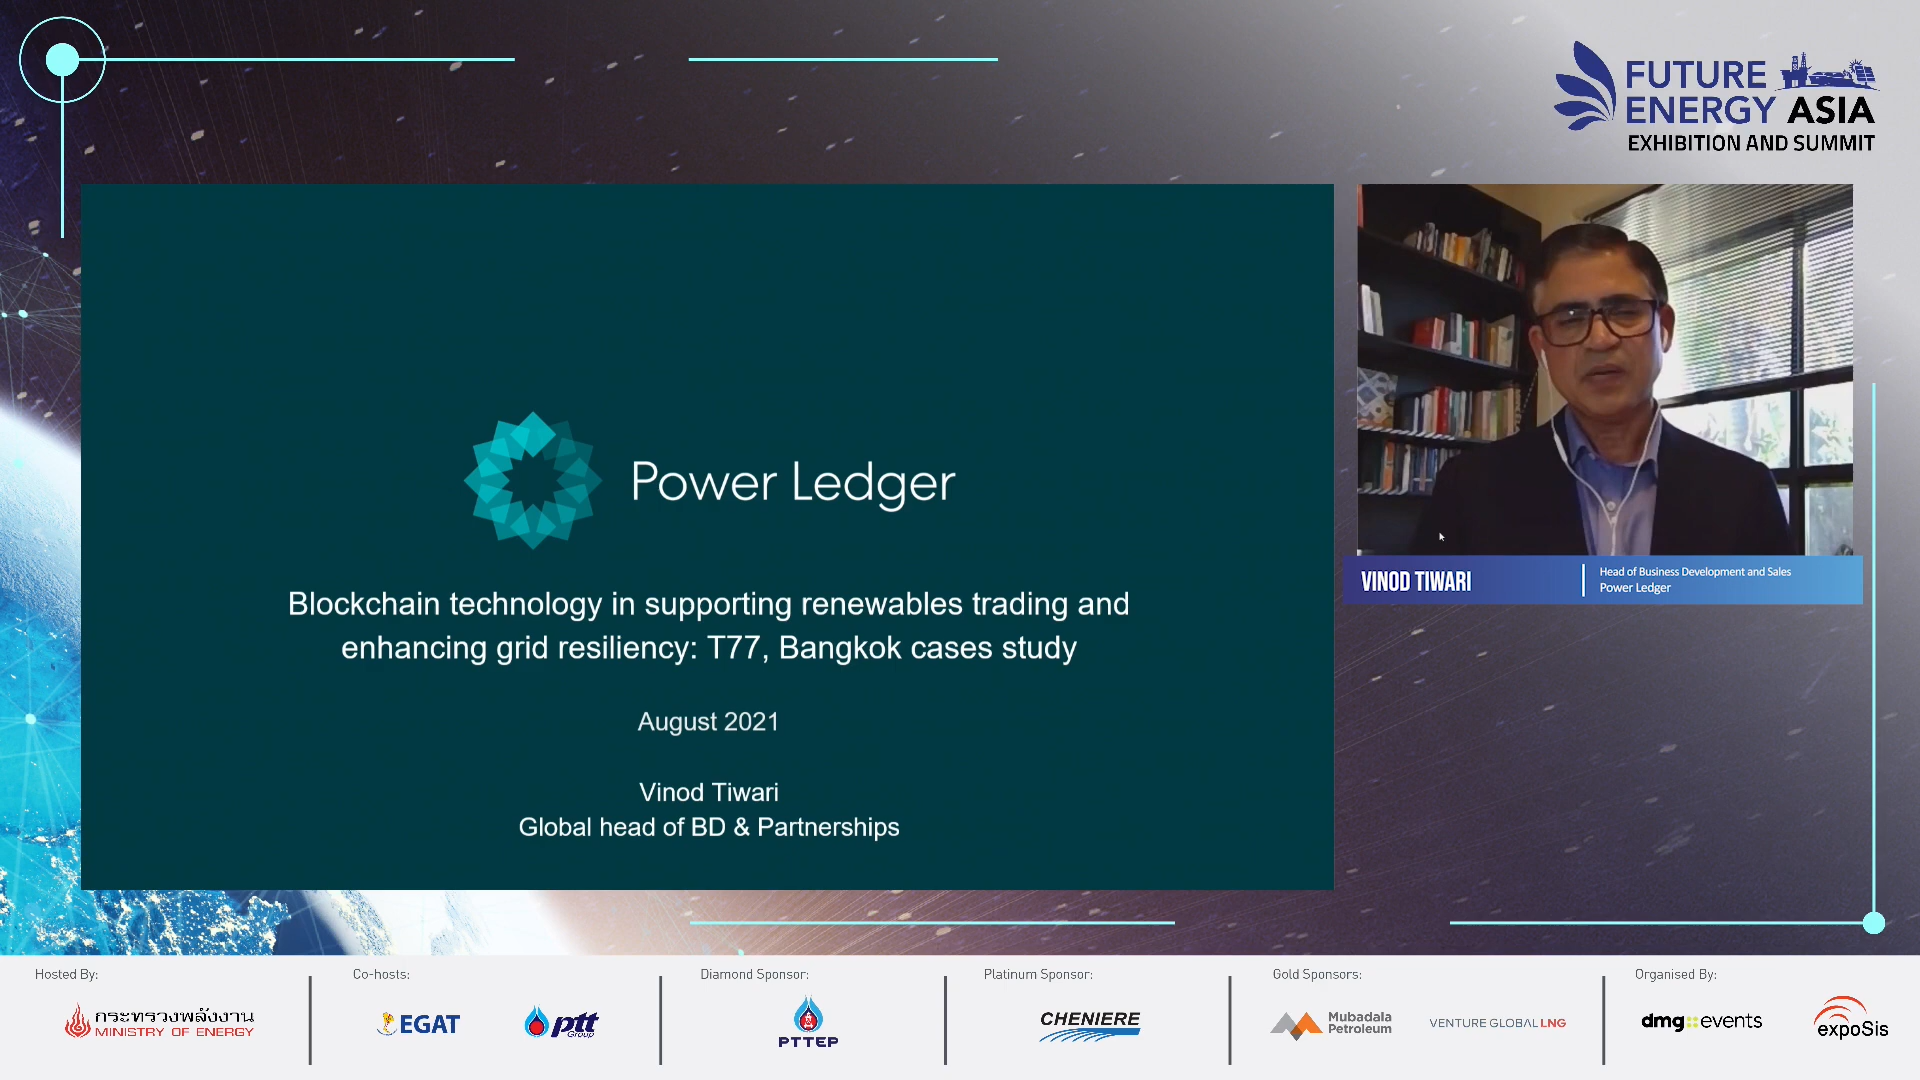 FUTURE
ENERGY ASIA
EXHIBITION AND SUMMIT
Power Ledger
Blockchain technology in supporting renewables trading and
enhancing grid resiliency: T77, Bangkok cases study
August 2021
Vinod Tiwari
Global head of BD & Partnerships
VINOD TIWARI
Head of Business Development and Sales
Power Ledger
Hosted By:
กระทรวงพลังงาน
MINISTRY OF ENERGY
Co-hosts:
EGAT
ptt
Group
Diamond Sponsor:
PTTEP
Platinum Sponsor:
CHENIERE
Gold Sponsors:
Mubadala
Petroleum
VENTURE GLOBAL LNG
Organised By:
dmg::events
expoSis